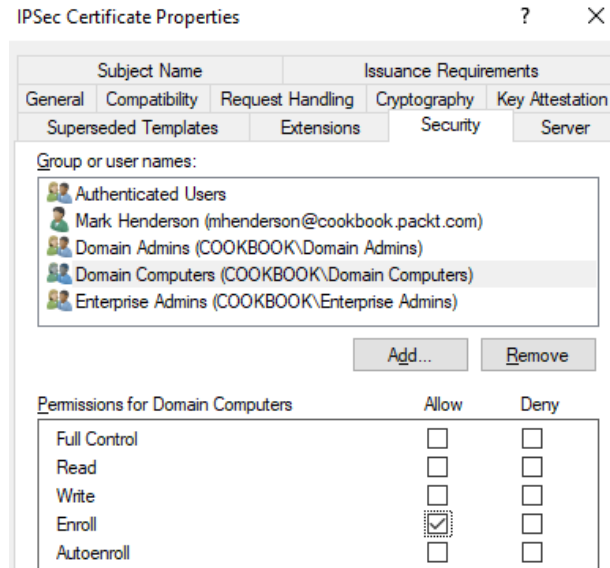 IPSec Certificate Properties ? X
Subject Name Issuance Requirements
General Compatibility Request Handling Cryptography Key Attestation
Superseded Templates Extensions Security Server
Group or user names:
Authenticated Users
Mark Henderson (mhenderson@cookbook.packt.com)
Domain Admins (COOKBOOK\Domain Admins)
Domain Computers (COOKBOOK\Domain Computers)
Enterprise Admins (COOKBOOK\Enterprise Admins)
Add... Remove
Permissions for Domain Computers Allow Deny
Full Control
Read
Write
Enroll
Autoenroll